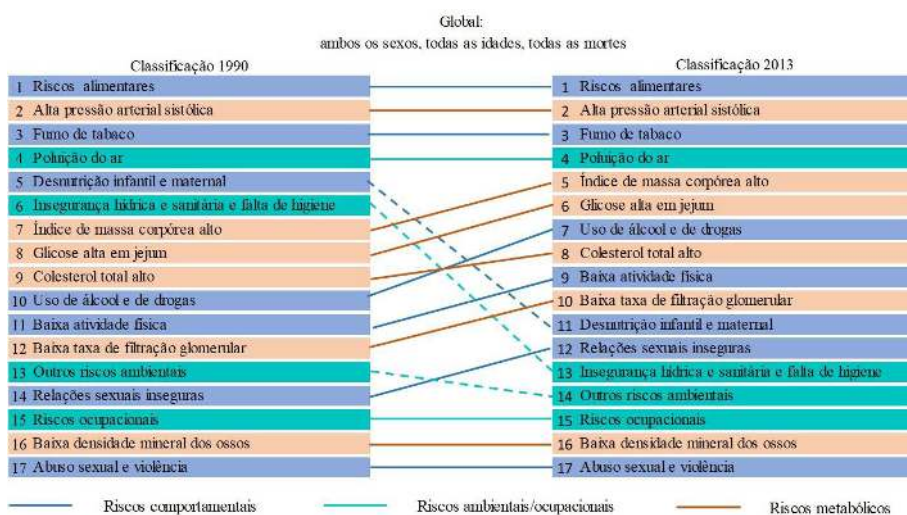 Global:
ambos os sexos, todas as idades, todas as mortes
Classificação 1990
1 Riscos alimentares
2 Alta pressão arterial sistólica
3 Fumo de tabaco
4 Poluição do ar
5 Desnutrição infantil e maternal
6 Insegurança hídrica e sanitária e falta de higiene
7 Índice de massa corpórea alto
8 Glicose alta em jejum
9 Colesterol total alto
10 Uso de álcool e de drogas
11 Baixa atividade física
12 Baixa taxa de filtração glomerular
13 Outros riscos ambientais
14 Relações sexuais inseguras
15 Riscos ocupacionais
16 Baixa densidade mineral dos ossos
17 Abuso sexual e violência
Classificação 2013
1 Riscos alimentares
2 Alta pressão arterial sistólica
3 Fumo de tabaco
4 Poluição do ar
5 Índice de massa corpórea alto
6 Glicose alta em jejum
7 Uso de álcool e de drogas
8 Colesterol total alto
9 Baixa atividade física
10 Baixa taxa de filtração glomerular
11 Desnutrição infantil e maternal
12 Relações sexuais inseguras
13 Insegurança hídrica e sanitária e falta de higiene
14 Outros riscos ambientais
15 Riscos ocupacionais
16 Baixa densidade mineral dos ossos
17 Abuso sexual e violência
Riscos comportamentais
Riscos ambientais/ocupacionais
Riscos metabólicos